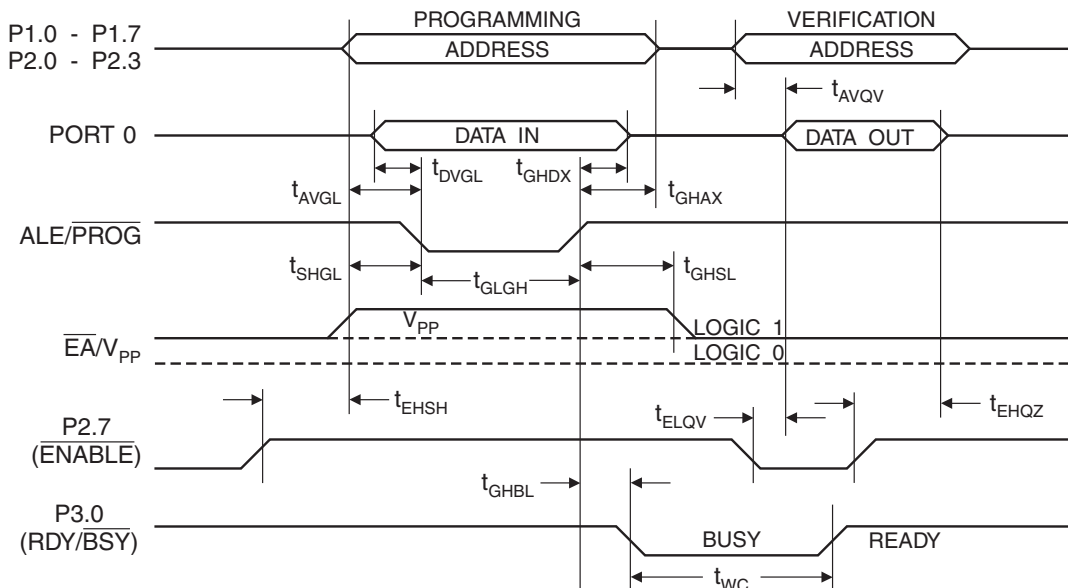 PROGRAMMING VERIFICATION
P1.0 - P1.7
P2.0 - P2.3
ADDRESS ADDRESS
tAVQV
PORT 0 DATA IN DATA OUT
tDVGL tGHDX
tAVGL tGHAX
ALE/PROG
tSHGL tGLGH tGHSL
VPP LOGIC 1
EA/VPP LOGIC 0
tEHSH tELQV tEHQZ
P2.7
(ENABLE)
tGHBL
P3.0
(RDY/BSY) BUSY READY
tWC